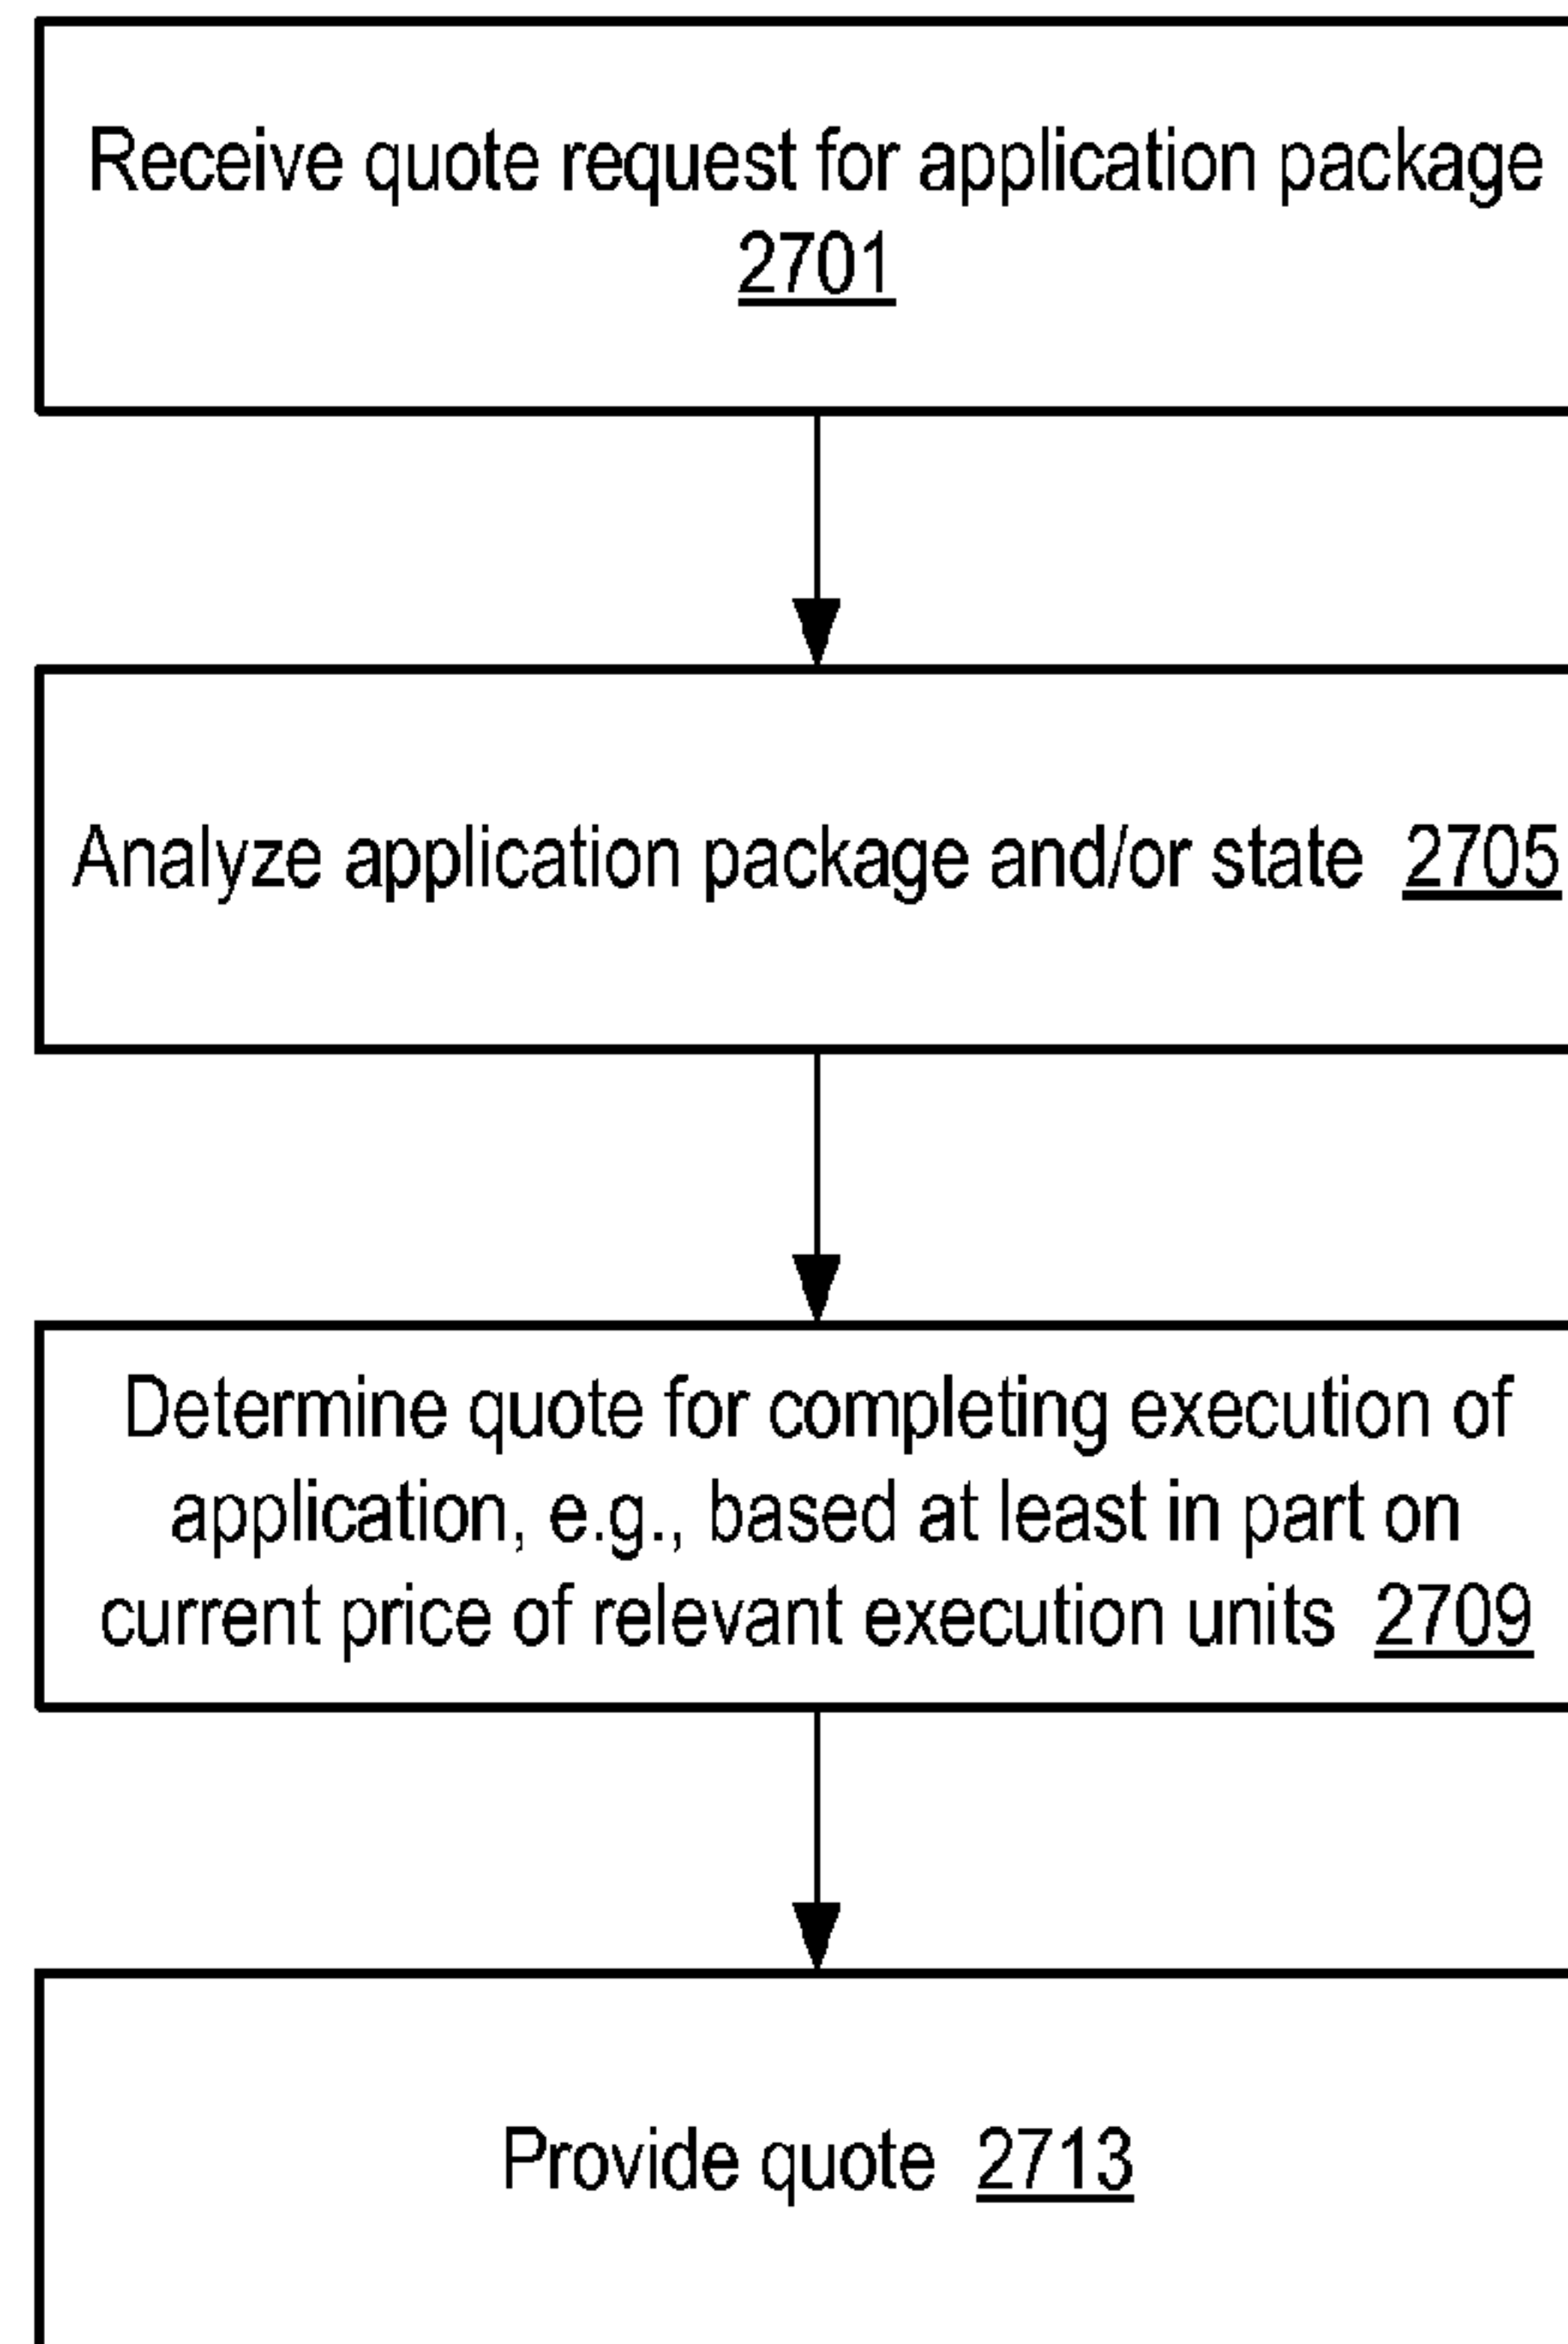 Receive quote request for application package
2701
Analyze application package and/or state 2705
Determine quote for completing execution of
application, e.g., based at least in part on
current price of relevant execution units 2709
Provide quote 2713